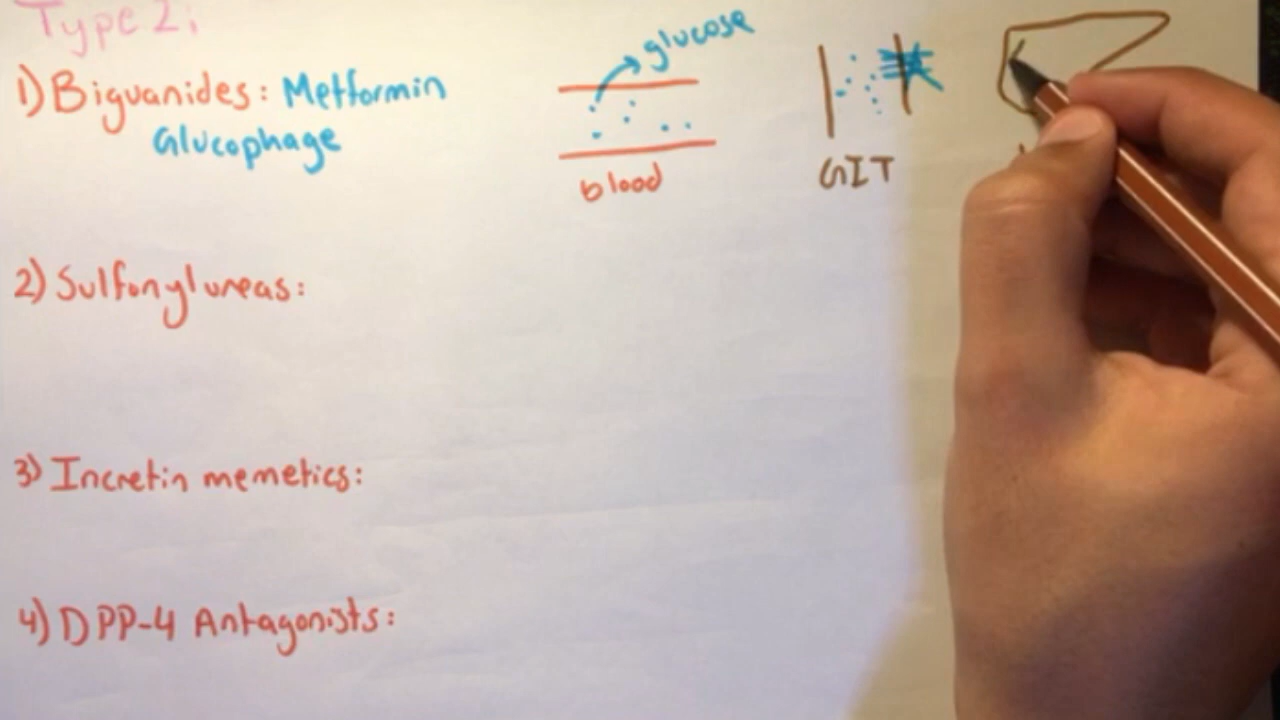 Type 2:
1) Biguanides: Metformin
Glucophage
glucose
blood
GIT
2) Sulfonylureas:
3) Incretin memetics:
4) DPP-4 Antagonists: